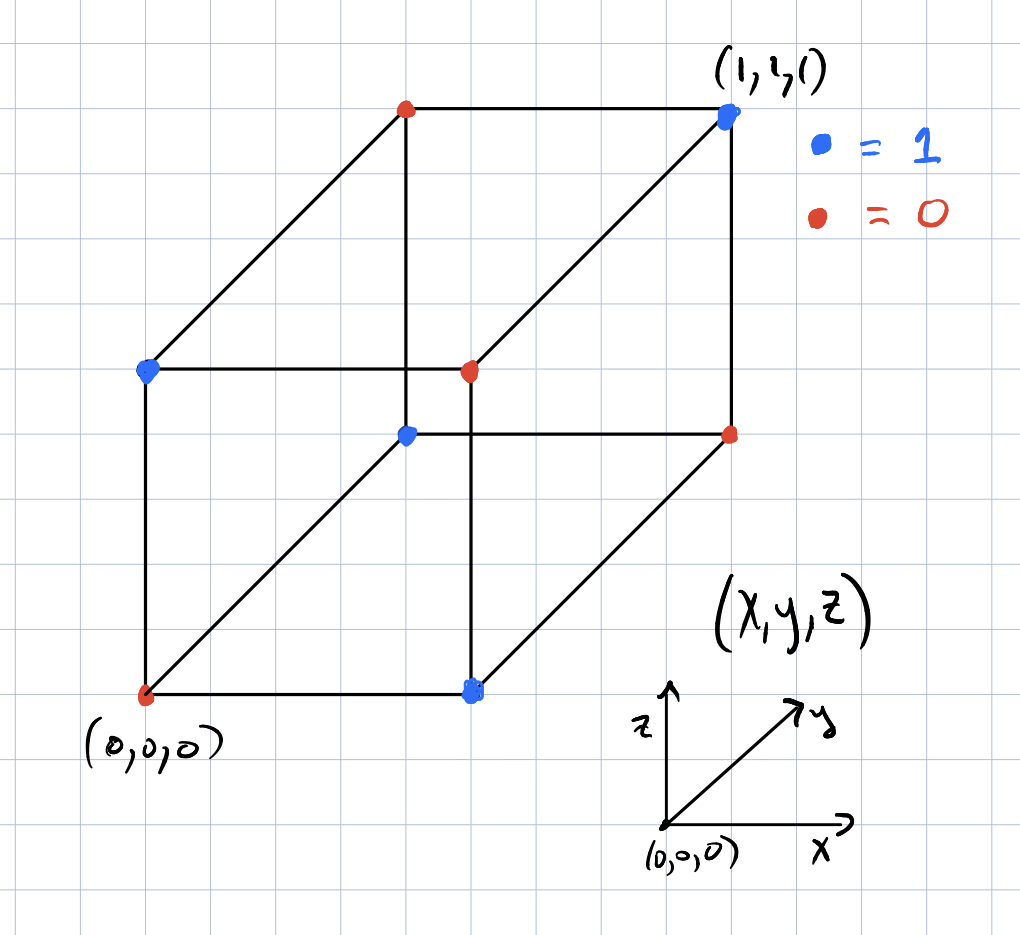 (1,1,1)
= 1
= 0
(x,y,z)
z
y
(0,0,0)
x
(0,0,0)